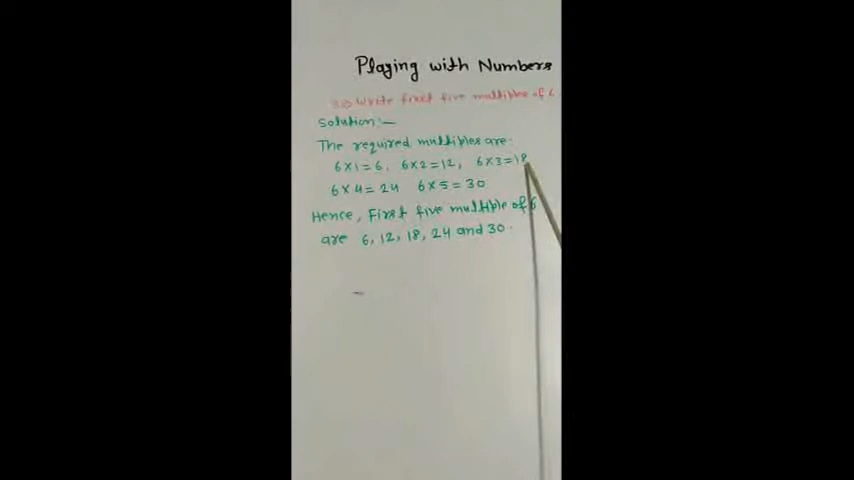 Playing with Numbers
Write first five multiple of 6
Solution:-
The required multiples are:
6×1=6, 6×2=12, 6×3=18
6×4=24 6×5=30
Hence, First five multiple of 6
are 6, 12, 18, 24 and 30.